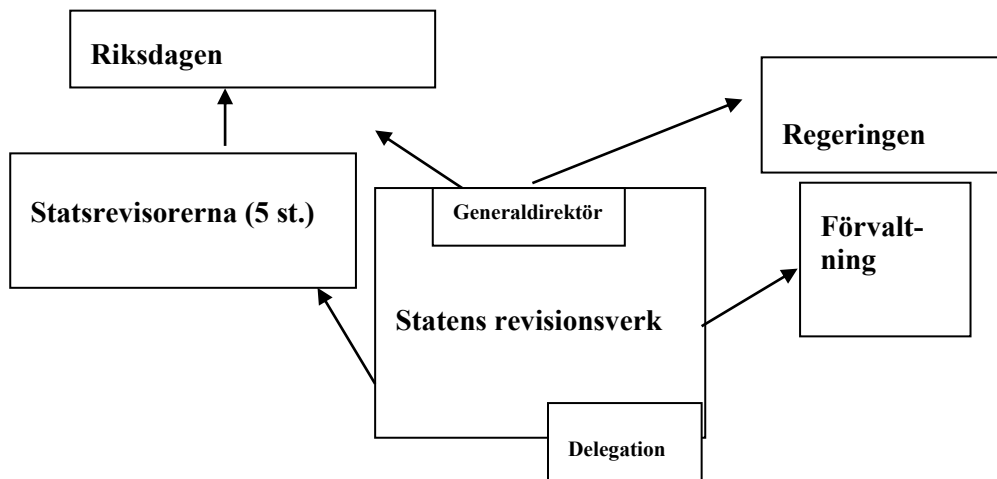 Riksdagen
Regeringen
Statsrevisorerna (5 st.)
Generaldirektör
Förvalt-
ning
Statens revisionsverk
Delegation